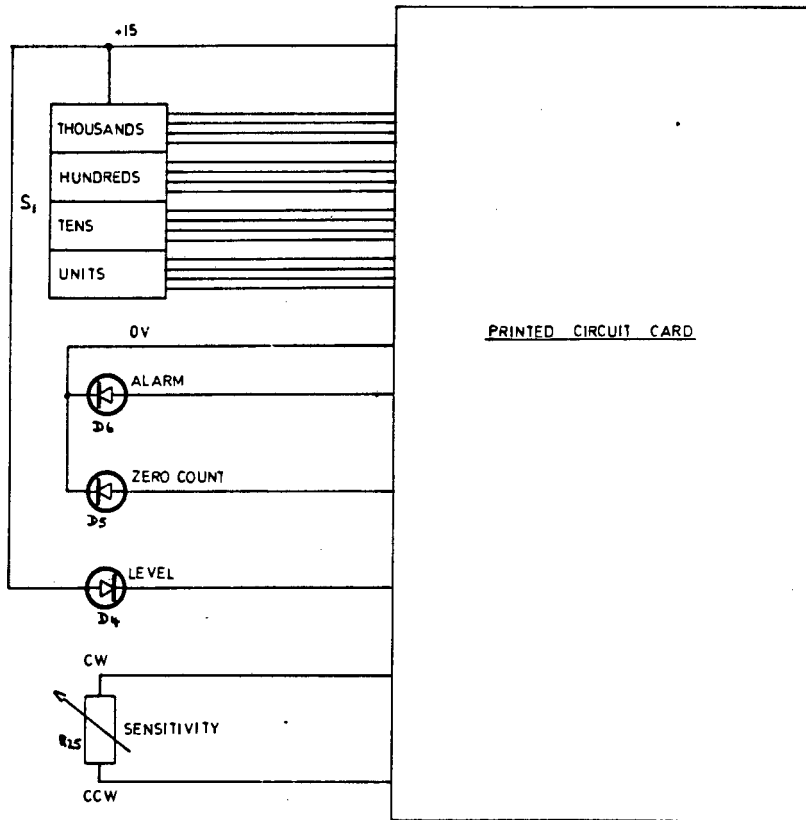 +15
THOUSANDS
HUNDREDS
S1
TENS
UNITS
0V
PRINTED CIRCUIT CARD
ALARM
D6
ZERO COUNT
D5
LEVEL
D4
CW
SENSITIVITY
R25
CCW